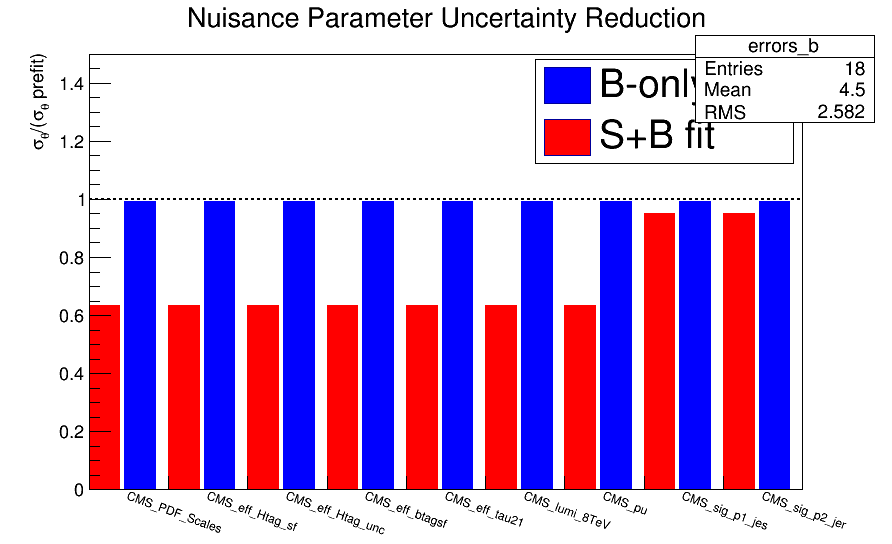 Nuisance Parameter Uncertainty Reduction
errors_b
Entries 18
Mean 4.5
RMS 2.582
B-only
S+B fit
σθ/(σθ prefit)
1.4
1.2
1
0.8
0.6
0.4
0.2
0
CMS_PDF_Scales
CMS_eff_Htag_sf
CMS_eff_Htag_unc
CMS_eff_btagsf
CMS_eff_tau21
CMS_lumi_8TeV
CMS_pu
CMS_sig_p1_jes
CMS_sig_p2_jer